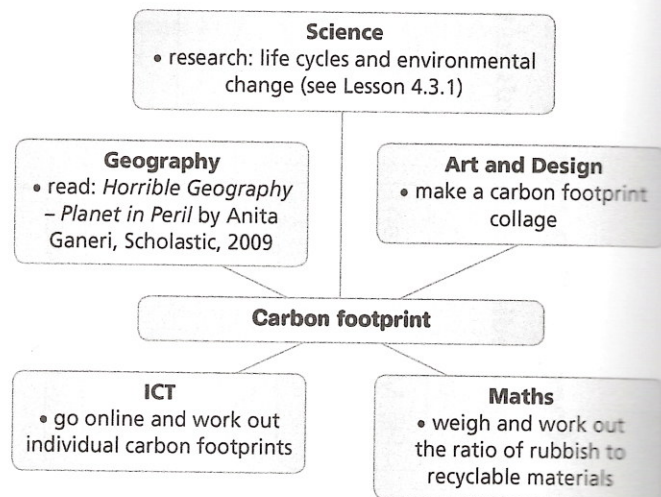 Science
• research: life cycles and environmental
change (see Lesson 4.3.1)
Geography
• read: Horrible Geography
– Planet in Peril by Anita
Ganeri, Scholastic, 2009
Art and Design
• make a carbon footprint
collage
Carbon footprint
ICT
• go online and work out
individual carbon footprints
Maths
• weigh and work out
the ratio of rubbish to
recyclable materials